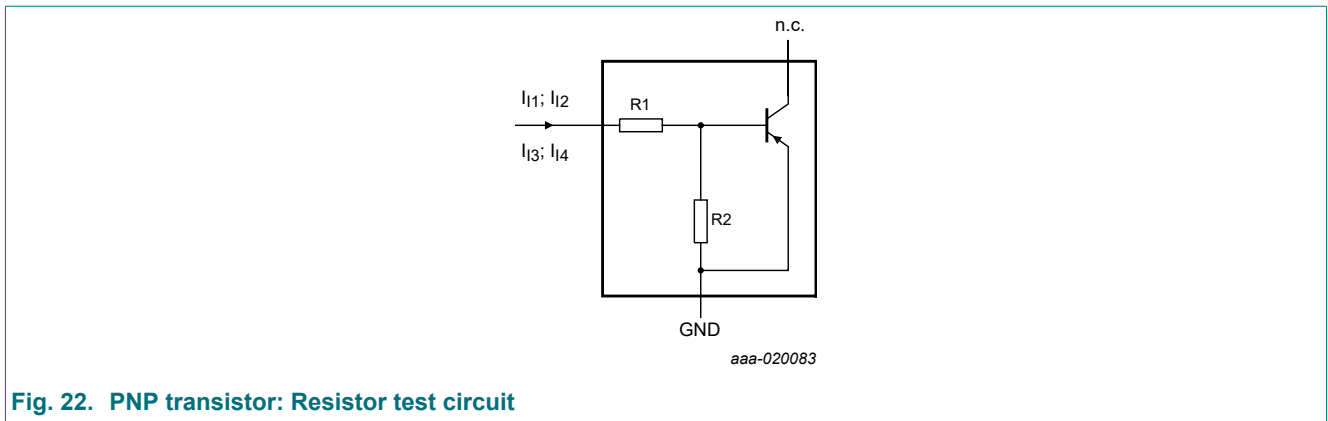 n.c.
I_I1; I_I2
R1
I_I3; I_I4
R2
GND
aaa-020083
Fig. 22. PNP transistor: Resistor test circuit